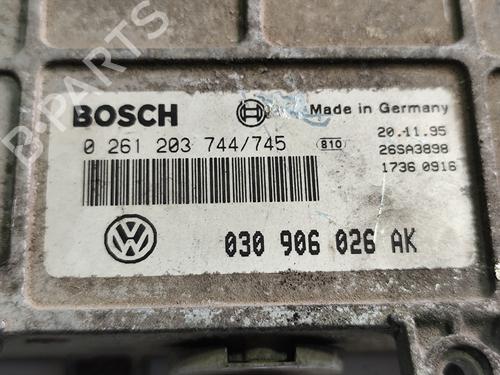 B-PARTS
BOSCH Made in Germany
0 261 203 744/745 810 20.11.95
26SA3898
1736 0916
030 906 026 AK